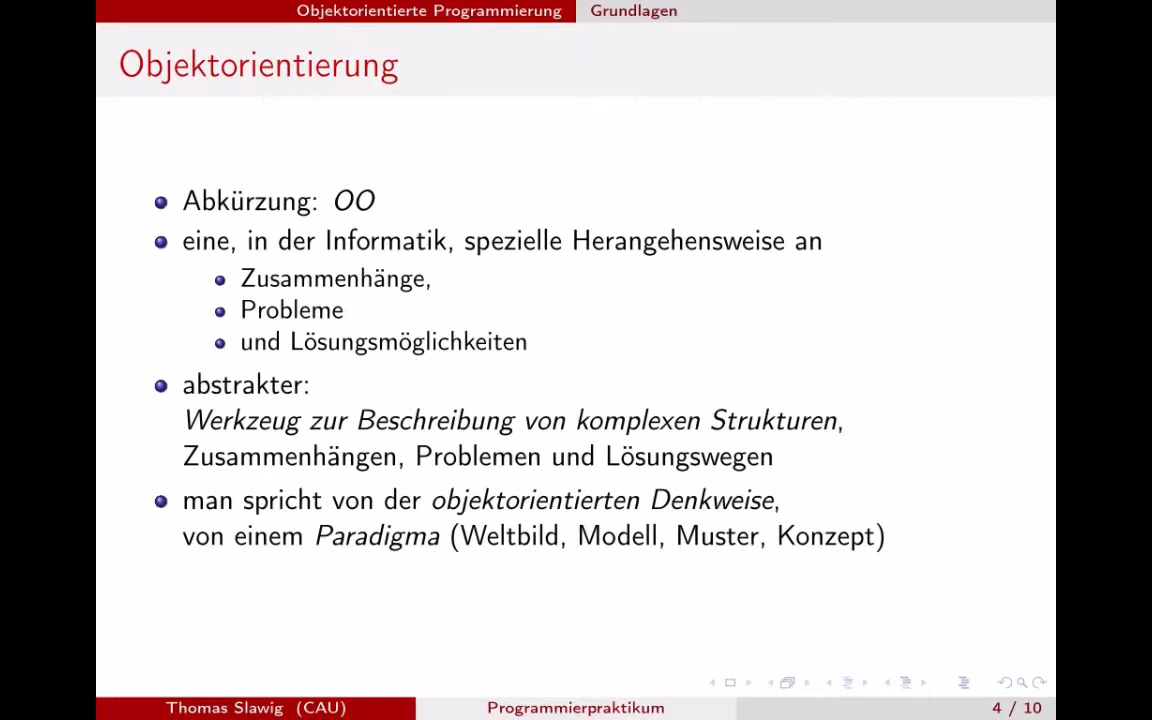 Objektorientierte Programmierung Grundlagen
Objektorientierung
Abkürzung: OO
eine, in der Informatik, spezielle Herangehensweise an
Zusammenhänge,
Probleme
und Lösungsmöglichkeiten
abstrakter:
Werkzeug zur Beschreibung von komplexen Strukturen,
Zusammenhängen, Problemen und Lösungswegen
man spricht von der objektorientierten Denkweise,
von einem Paradigma (Weltbild, Modell, Muster, Konzept)
Thomas Slawig (CAU) Programmierpraktikum 4 / 10